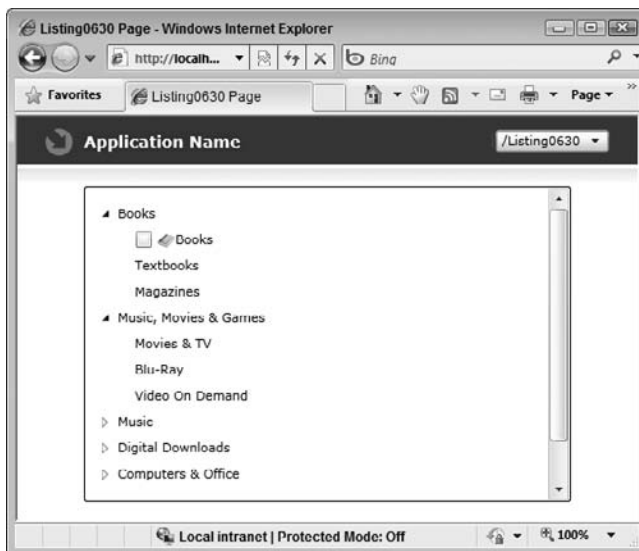 Listing0630 Page - Windows Internet Explorer
http://localh...
Bing
Favorites
Listing0630 Page
Page
»
Application Name
/Listing0630
Books
Books
Textbooks
Magazines
Music, Movies & Games
Movies & TV
Blu-Ray
Video On Demand
Music
Digital Downloads
Computers & Office
Local intranet | Protected Mode: Off
100%